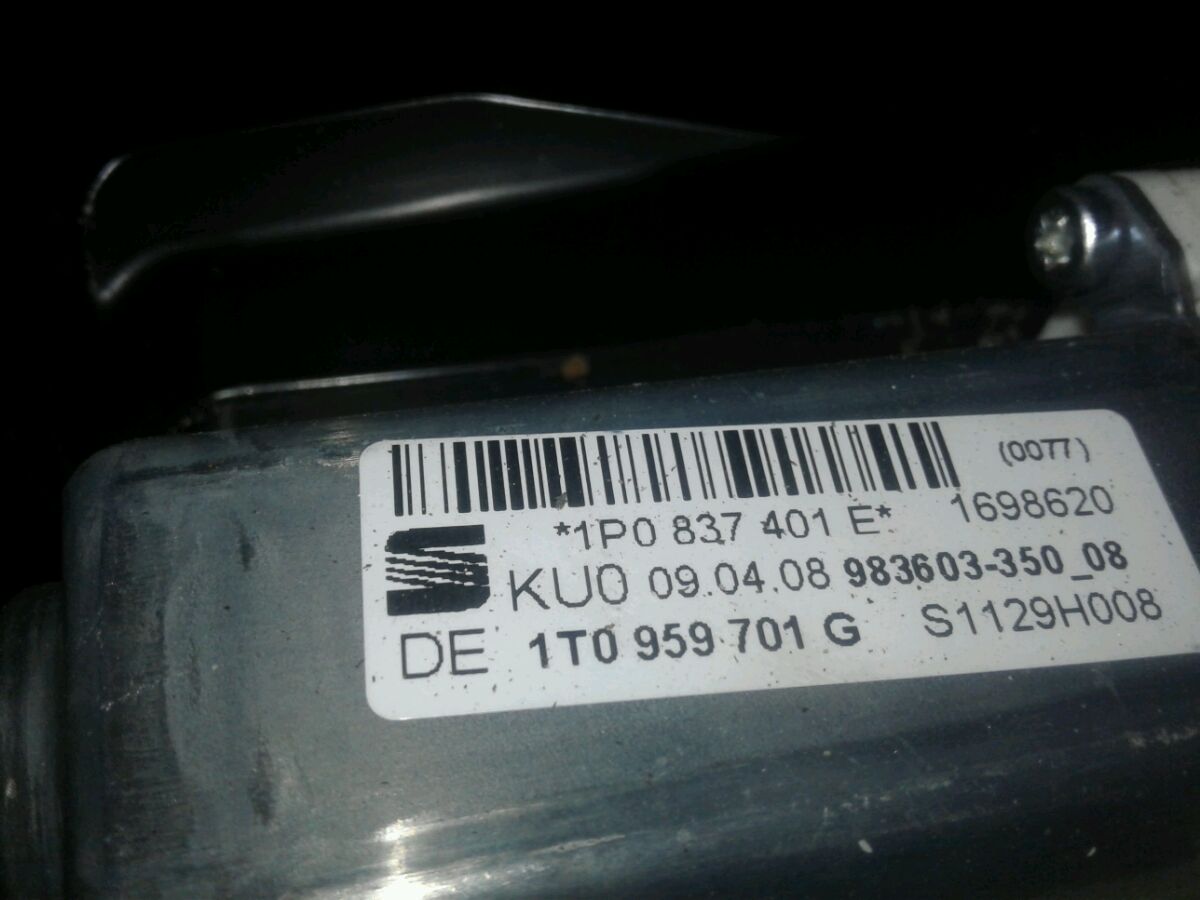 (0077)
*1P0 837 401 E* 1698620
KU0 09.04.08 983603-350_08
DE 1T0 959 701 G S1129H008